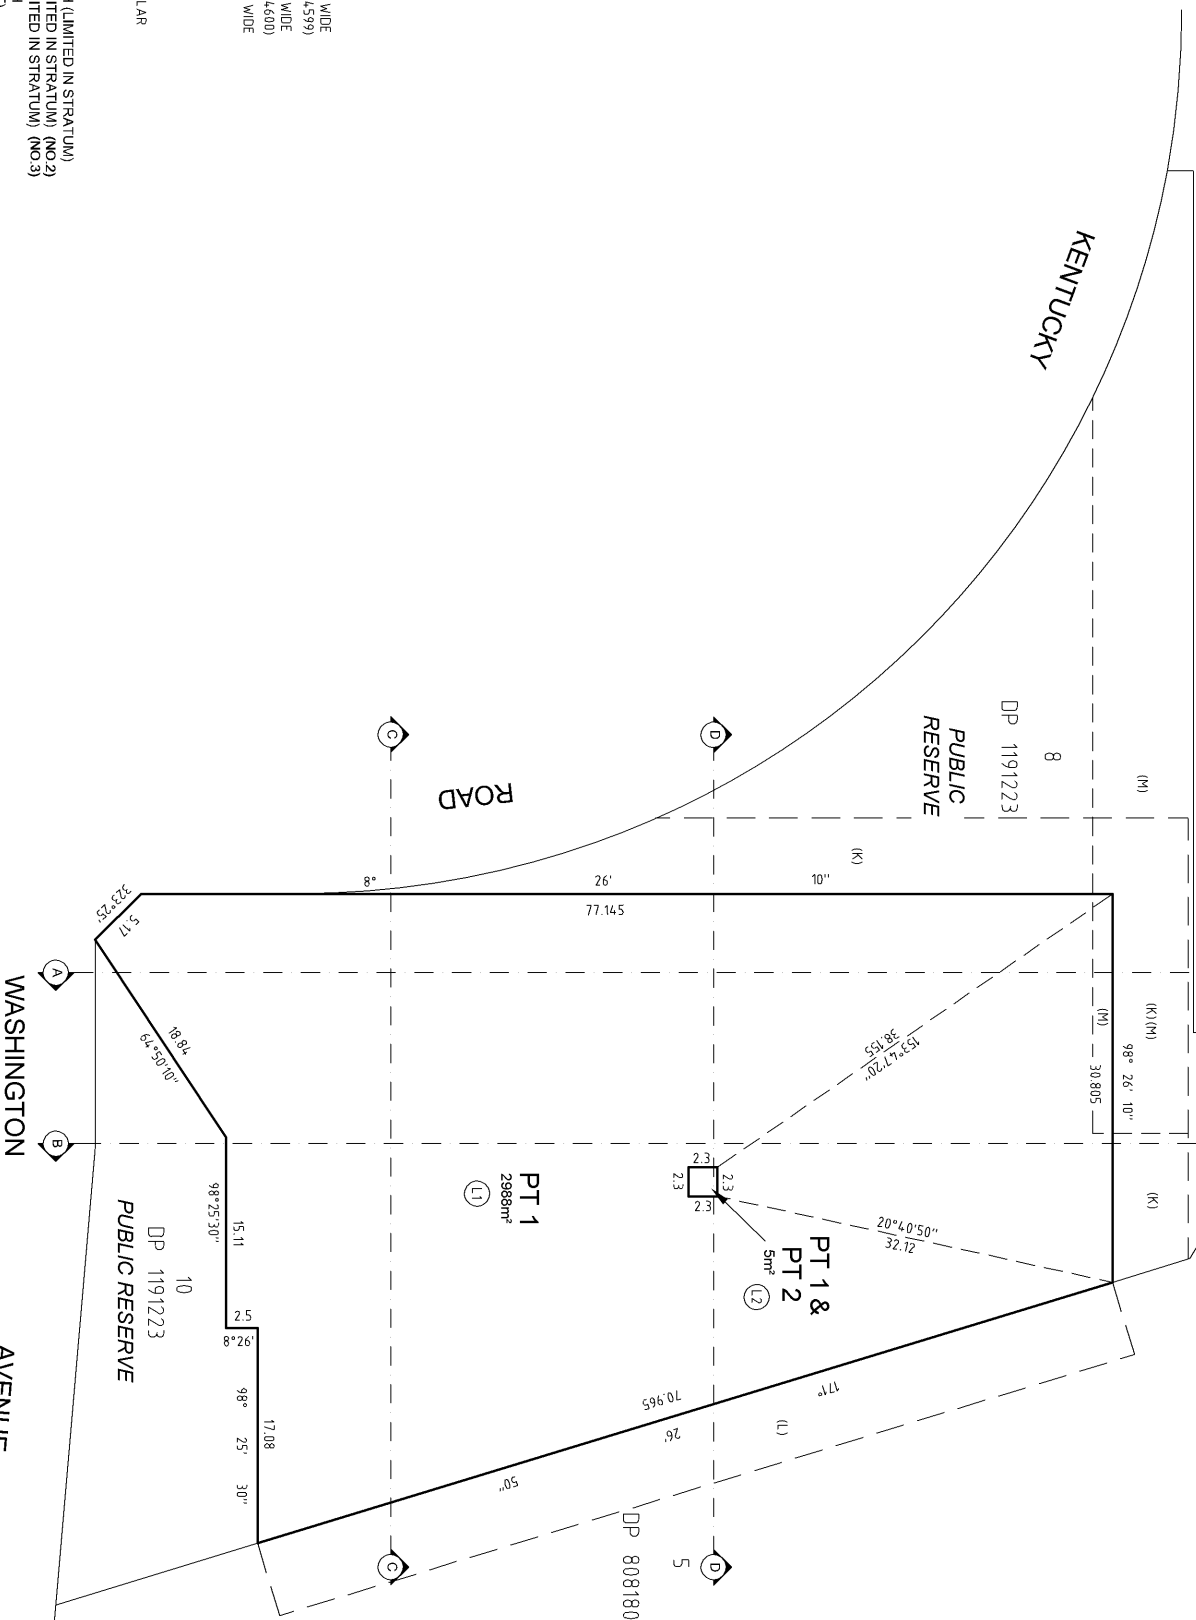 WIDE
4599)
WIDE
4600)
WIDE
LAR
(LIMITED IN STRATUM)
ITED IN STRATUM) (NO.2)
ITED IN STRATUM) (NO.3)
KENTUCKY
ROAD
8
DP 1191223
PUBLIC
RESERVE
(M)
(K)
(K)(M)
(M)
(K)
98° 26' 10"
30.805
8° 26' 10"
77.145
C
D
153°47'20"
38.155
20°40'50"
32.12
2.3
2.3
2.3
2.3
PT 1 &
PT 2
5m²
L2
PT 1
2988m²
L1
323°25'
5.17
A
18.84
64°50'10"
B
WASHINGTON
AVENUE
15.11
98°25'30"
2.5
8°26'
17.08
98° 25' 30"
10
DP 1191223
PUBLIC RESERVE
171° 26' 50"
70.965
(L)
5
DP 808180
D
C